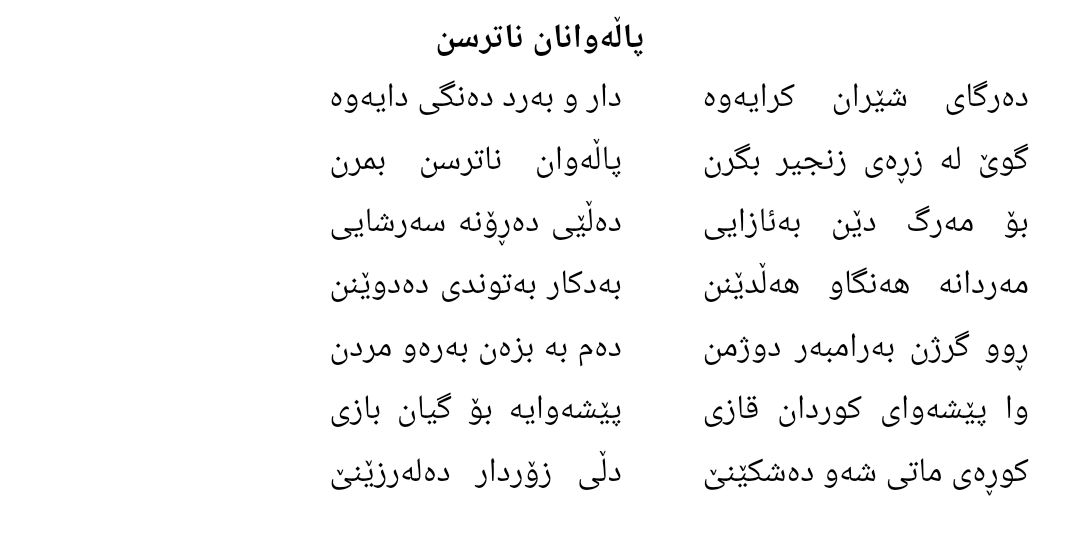 پاڵەوانان ناترسن
دەرگای شێران کرایەوە دار و بەرد دەنگی دایەوە
گوێ لە زڕەی زنجیر بگرن پاڵەوان ناترسن بمرن
بۆ مەرگ دێن بەئازایی دەڵێی دەڕۆنە سەرشایی
مەردانە هەنگاو هەڵدێنن بەدکار بەتوندی دەدوێنن
ڕوو گرژن بەرامبەر دوژمن دەم بە بزەن بەرەو مردن
وا پێشەوای کوردان قازی پێشەوایە بۆ گیان بازی
کوڕەی ماتی شەو دەشکێنێ دڵی زۆردار دەلەرزێنێ